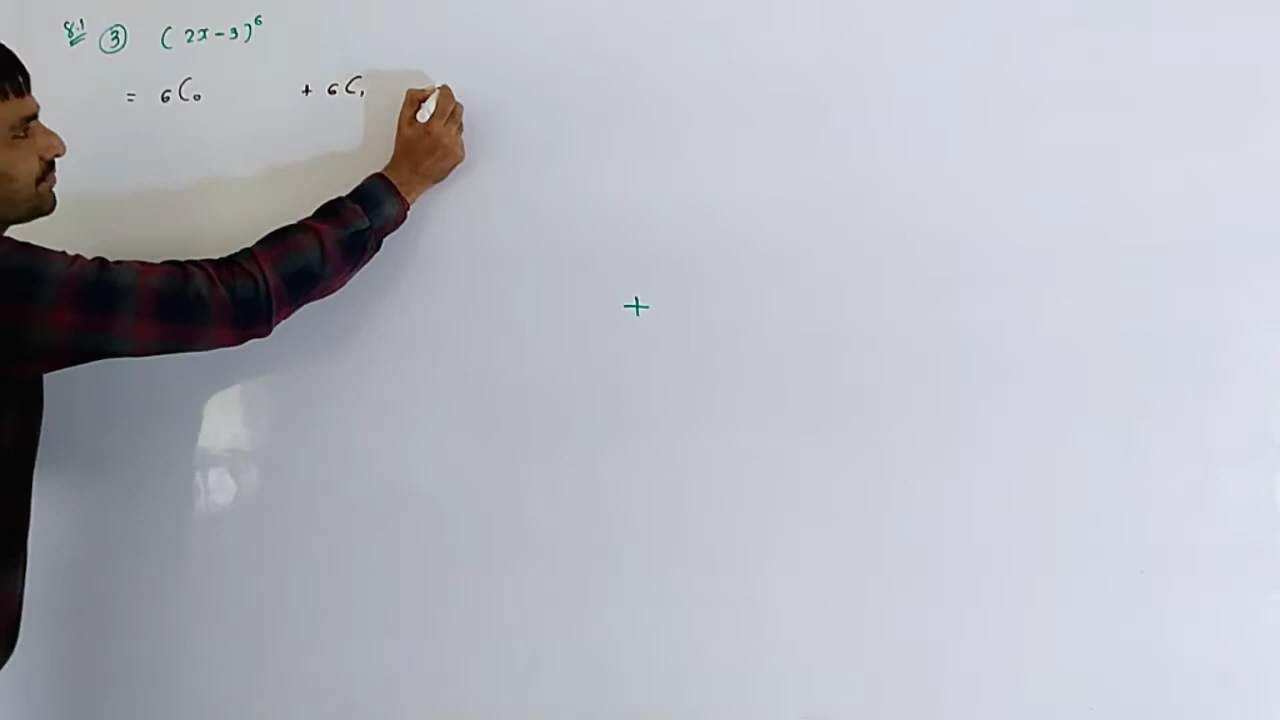 8.1 ③ (2x-3)⁶
= 6C₀ + 6C₁
+